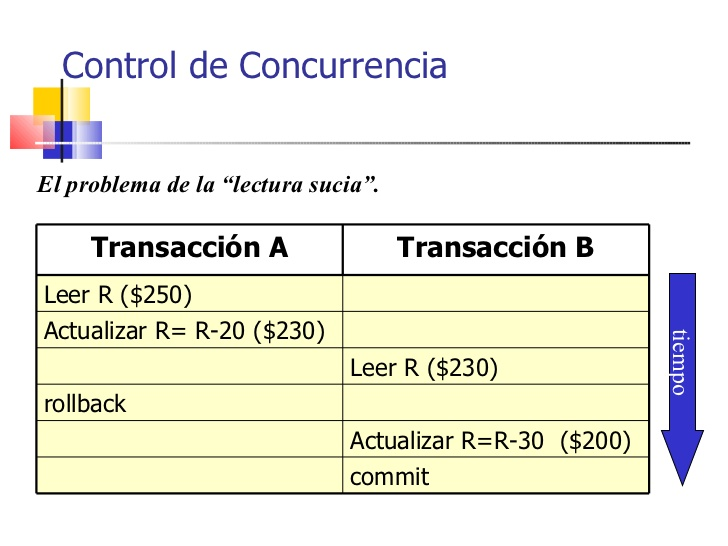 Control de Concurrencia
El problema de la “lectura sucia”.
Transacción A Transacción B
Leer R ($250)
Actualizar R= R-20 ($230)
Leer R ($230)
rollback
Actualizar R=R-30 ($200)
commit
tiempo